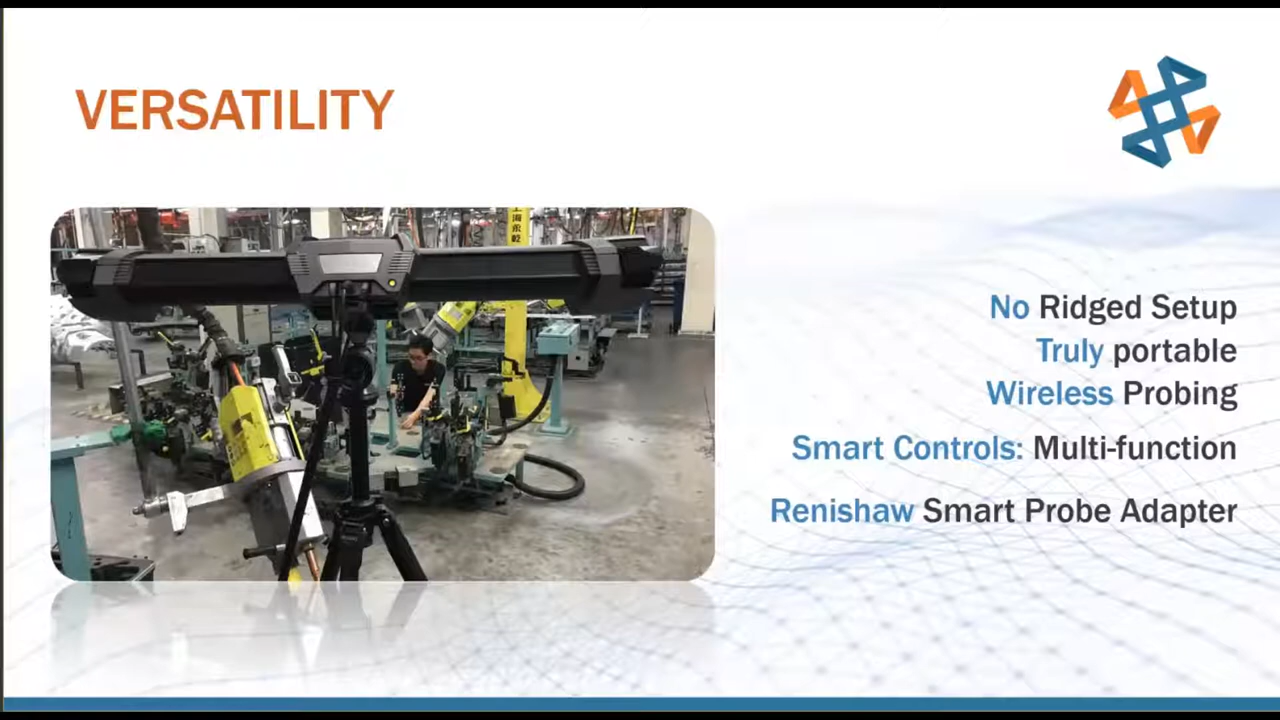 VERSATILITY
No Ridged Setup
Truly portable
Wireless Probing
Smart Controls: Multi-function
Renishaw Smart Probe Adapter